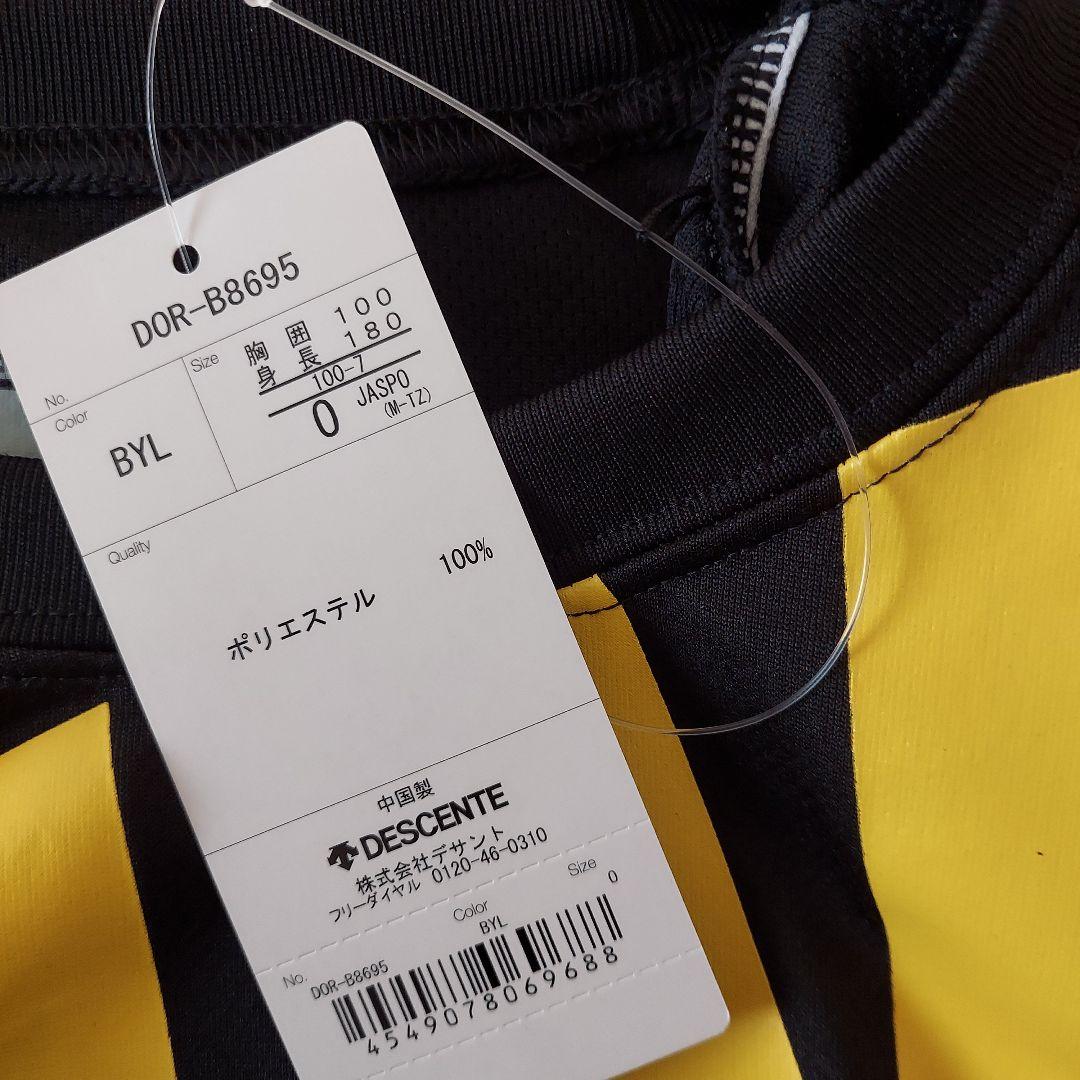 DOR-B8695
No.
Color
BYL
Size
胸 囲 100
身 長 180
100-7
O JASPO
(M-TZ)
Quality
ポリエステル 100%
中国製
DESCENTE
株式会社デサント
フリーダイヤル 0120-46-0310
No. Color Size
DOR-B8695 BYL 0
4549078069688